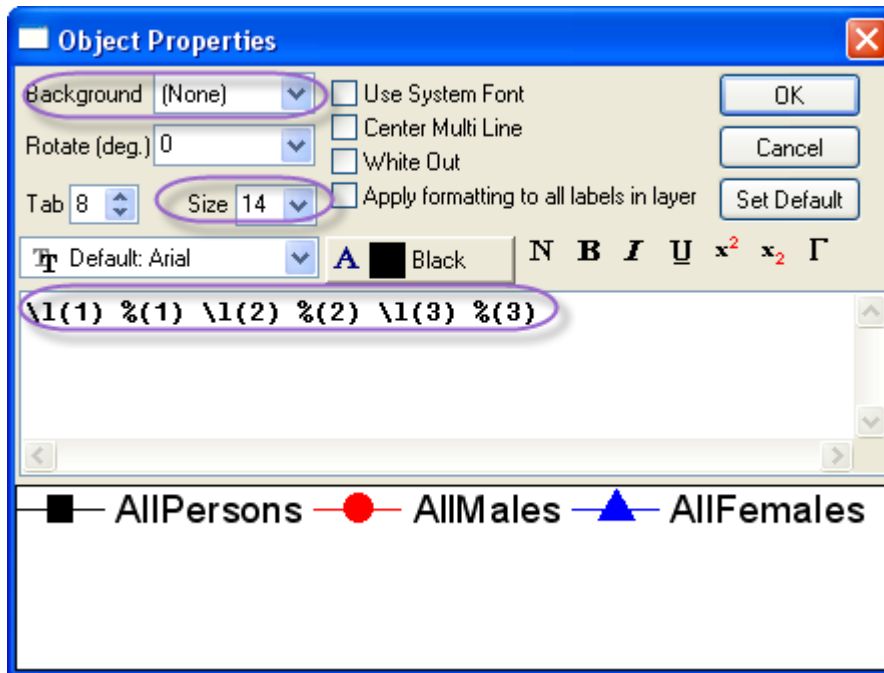 Object Properties
Background (None) Use System Font OK
Center Multi Line
Rotate (deg.) 0 Cancel
White Out
Tab 8 Size 14 Apply formatting to all labels in layer Set Default
Default: Arial A Black N B I U x² x₂ Γ
\l(1) %(1) \l(2) %(2) \l(3) %(3)
AllPersons AllMales AllFemales